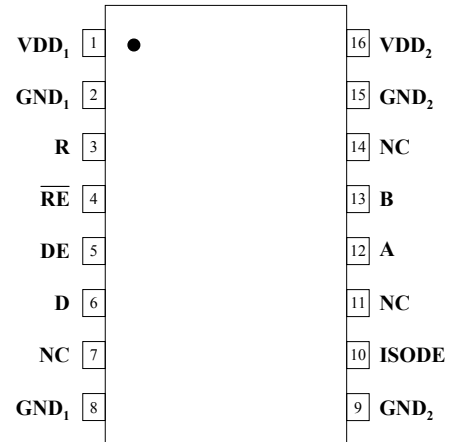 VDD₁ 1 16 VDD₂
GND₁ 2 15 GND₂
R 3 14 NC
R̅E̅ 4 13 B
DE 5 12 A
D 6 11 NC
NC 7 10 ISODE
GND₁ 8 9 GND₂